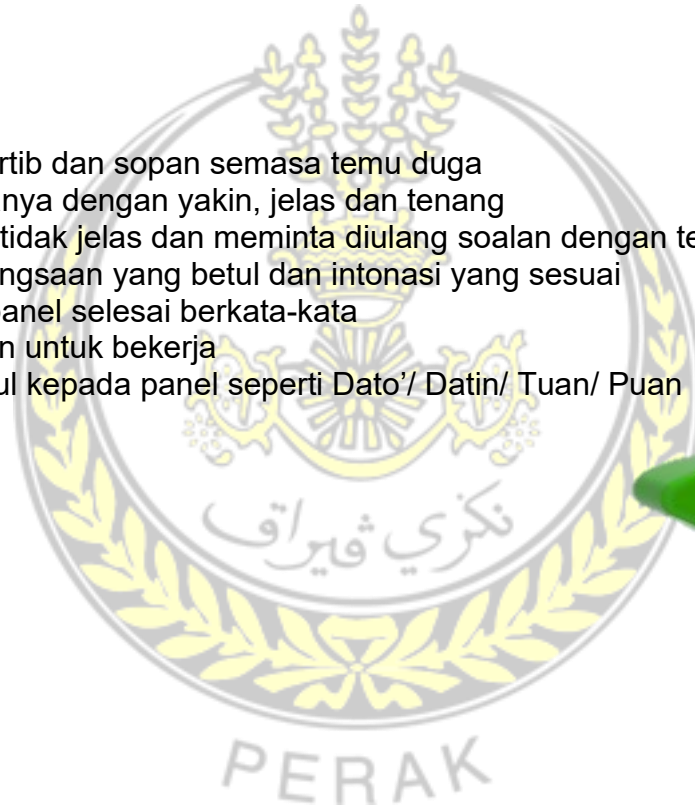 rtib dan sopan semasa temu duga
nya dengan yakin, jelas dan tenang
tidak jelas dan meminta diulang soalan dengan te
ngsaan yang betul dan intonasi yang sesuai
anel selesai berkata-kata
n untuk bekerja
ul kepada panel seperti Dato’/ Datin/ Tuan/ Puan
نکري ڤيراق
PERAK